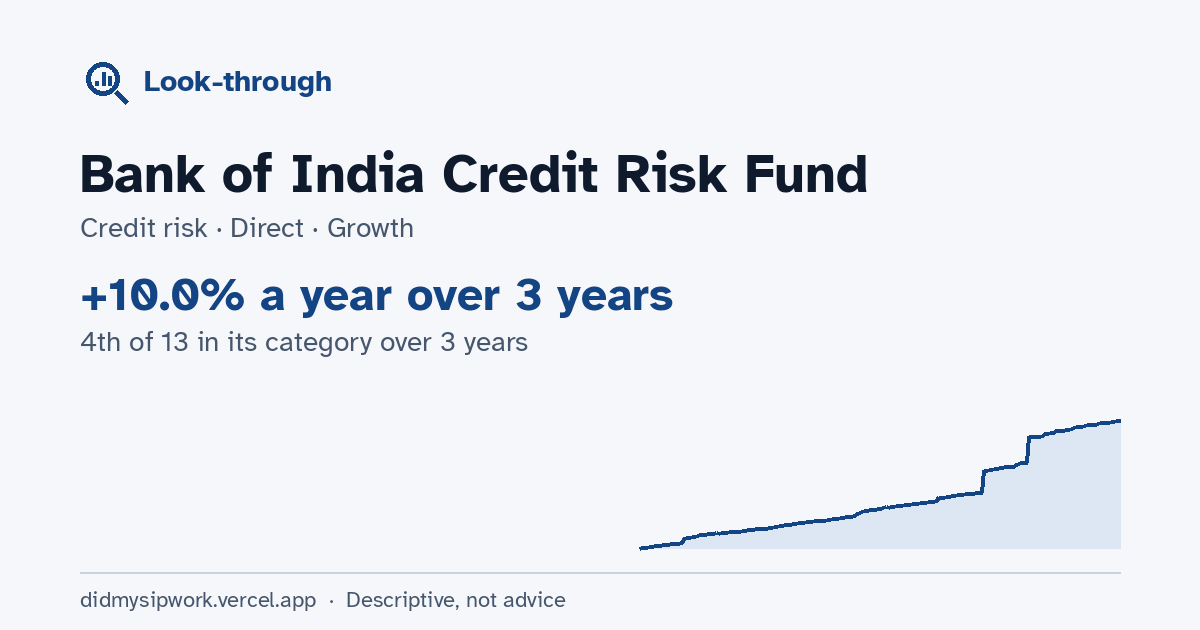 Look-through
Bank of India Credit Risk Fund
Credit risk · Direct · Growth
+10.0% a year over 3 years
4th of 13 in its category over 3 years
didmysipwork.vercel.app · Descriptive, not advice